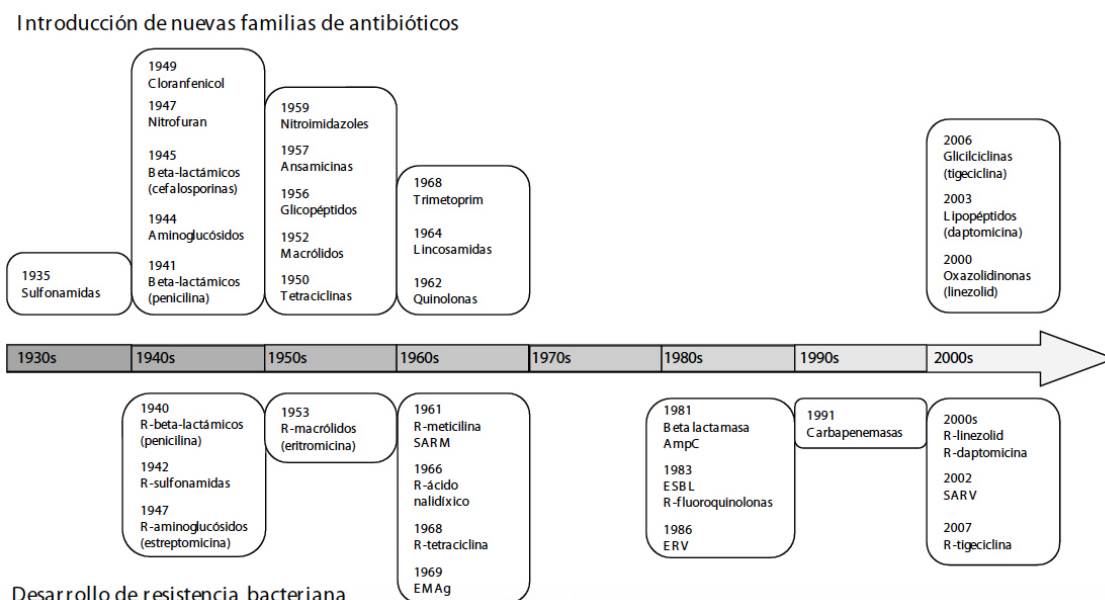 Introducción de nuevas familias de antibióticos
1949
Cloranfenicol
1947
Nitrofuran
1945
Beta-lactámicos
(cefalosporinas)
1944
Aminoglucósidos
1941
Beta-lactámicos
(penicilina)
1959
Nitroimidazoles
1957
Ansamicinas
1956
Glicopéptidos
1952
Macrólidos
1950
Tetraciclinas
1968
Trimetoprim
1964
Lincosamidas
1962
Quinolonas
2006
Glicilciclinas
(tigeciclina)
2003
Lipopéptidos
(daptomicina)
2000
Oxazolidinonas
(linezolid)
1935
Sulfonamidas
1930s
1940s
1950s
1960s
1970s
1980s
1990s
2000s
1940
R-beta-lactámicos
(penicilina)
1942
R-sulfonamidas
1947
R-aminoglucósidos
(estreptomicina)
1953
R-macrólidos
(eritromicina)
1961
R-meticilina
SARM
1966
R-ácido
nalidíxico
1968
R-tetraciclina
1969
EMAg
1981
Beta lactamasa
AmpC
1983
ESBL
R-fluoroquinolonas
1986
ERV
1991
Carbapenemasas
2000s
R-linezolid
R-daptomicina
2002
SARV
2007
R-tigeciclina
Desarrollo de resistencia bacteriana